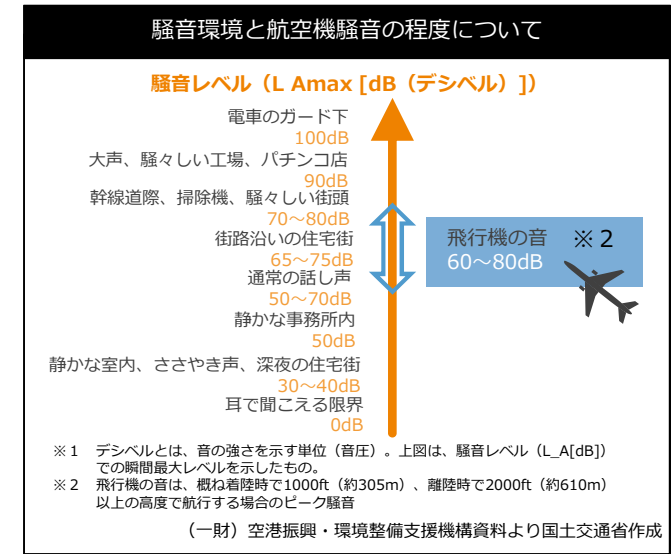 騒音環境と航空機騒音の程度について
騒音レベル（L Amax [dB（デシベル）]）
電車のガード下
100dB
大声、騒々しい工場、パチンコ店
90dB
幹線道際、掃除機、騒々しい街頭
70～80dB
街路沿いの住宅街
65～75dB
通常の話し声
50～70dB
静かな事務所内
50dB
静かな室内、ささやき声、深夜の住宅街
30～40dB
耳で聞こえる限界
0dB
飛行機の音　※２
60～80dB
※１　デシベルとは、音の強さを示す単位（音圧）。上図は、騒音レベル（L_A[dB]）
での瞬間最大レベルを示したもの。
※２　飛行機の音は、概ね着陸時で1000ft（約305m）、離陸時で2000ft（約610m）
以上の高度で航行する場合のピーク騒音
（一財）空港振興・環境整備支援機構資料より国土交通省作成